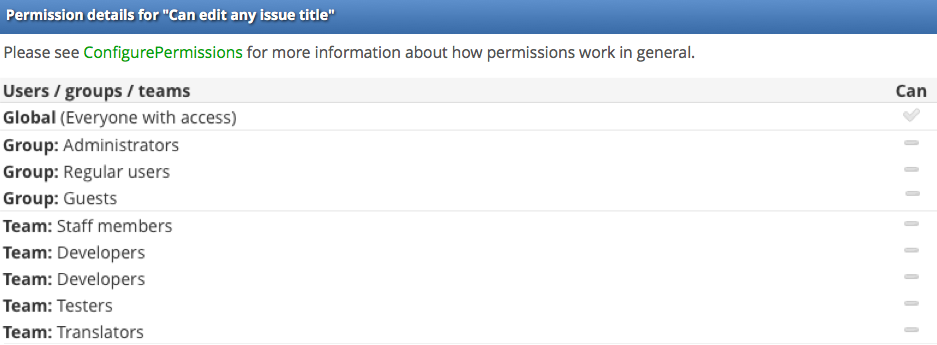 Permission details for "Can edit any issue title"
Please see ConfigurePermissions for more information about how permissions work in general.
Users / groups / teams Can
Global (Everyone with access)
Group: Administrators
Group: Regular users
Group: Guests
Team: Staff members
Team: Developers
Team: Developers
Team: Testers
Team: Translators